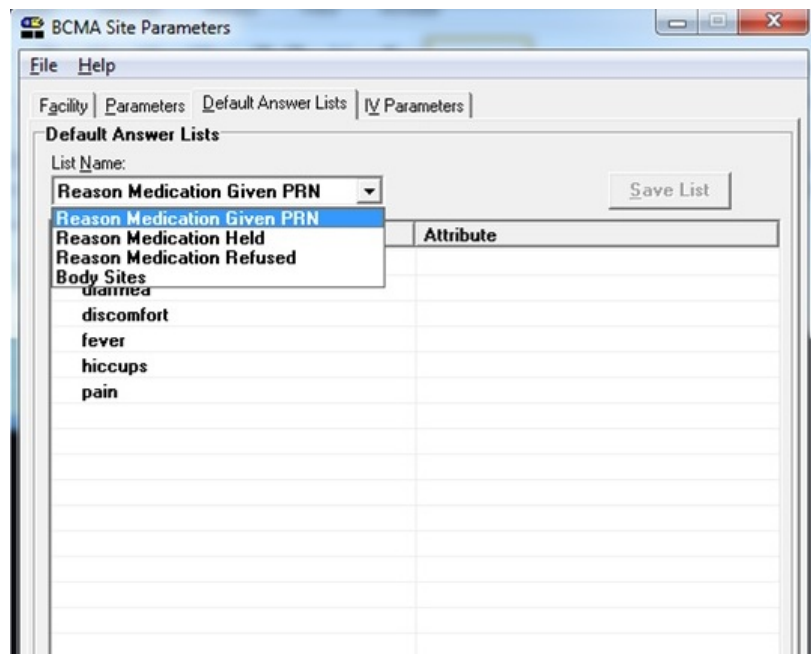 BCMA Site Parameters
File Help
Facility Parameters Default Answer Lists IV Parameters
Default Answer Lists
List Name:
Reason Medication Given PRN
Save List
Reason Medication Given PRN
Attribute
Reason Medication Held
Reason Medication Refused
Body Sites
discomfort
fever
hiccups
pain